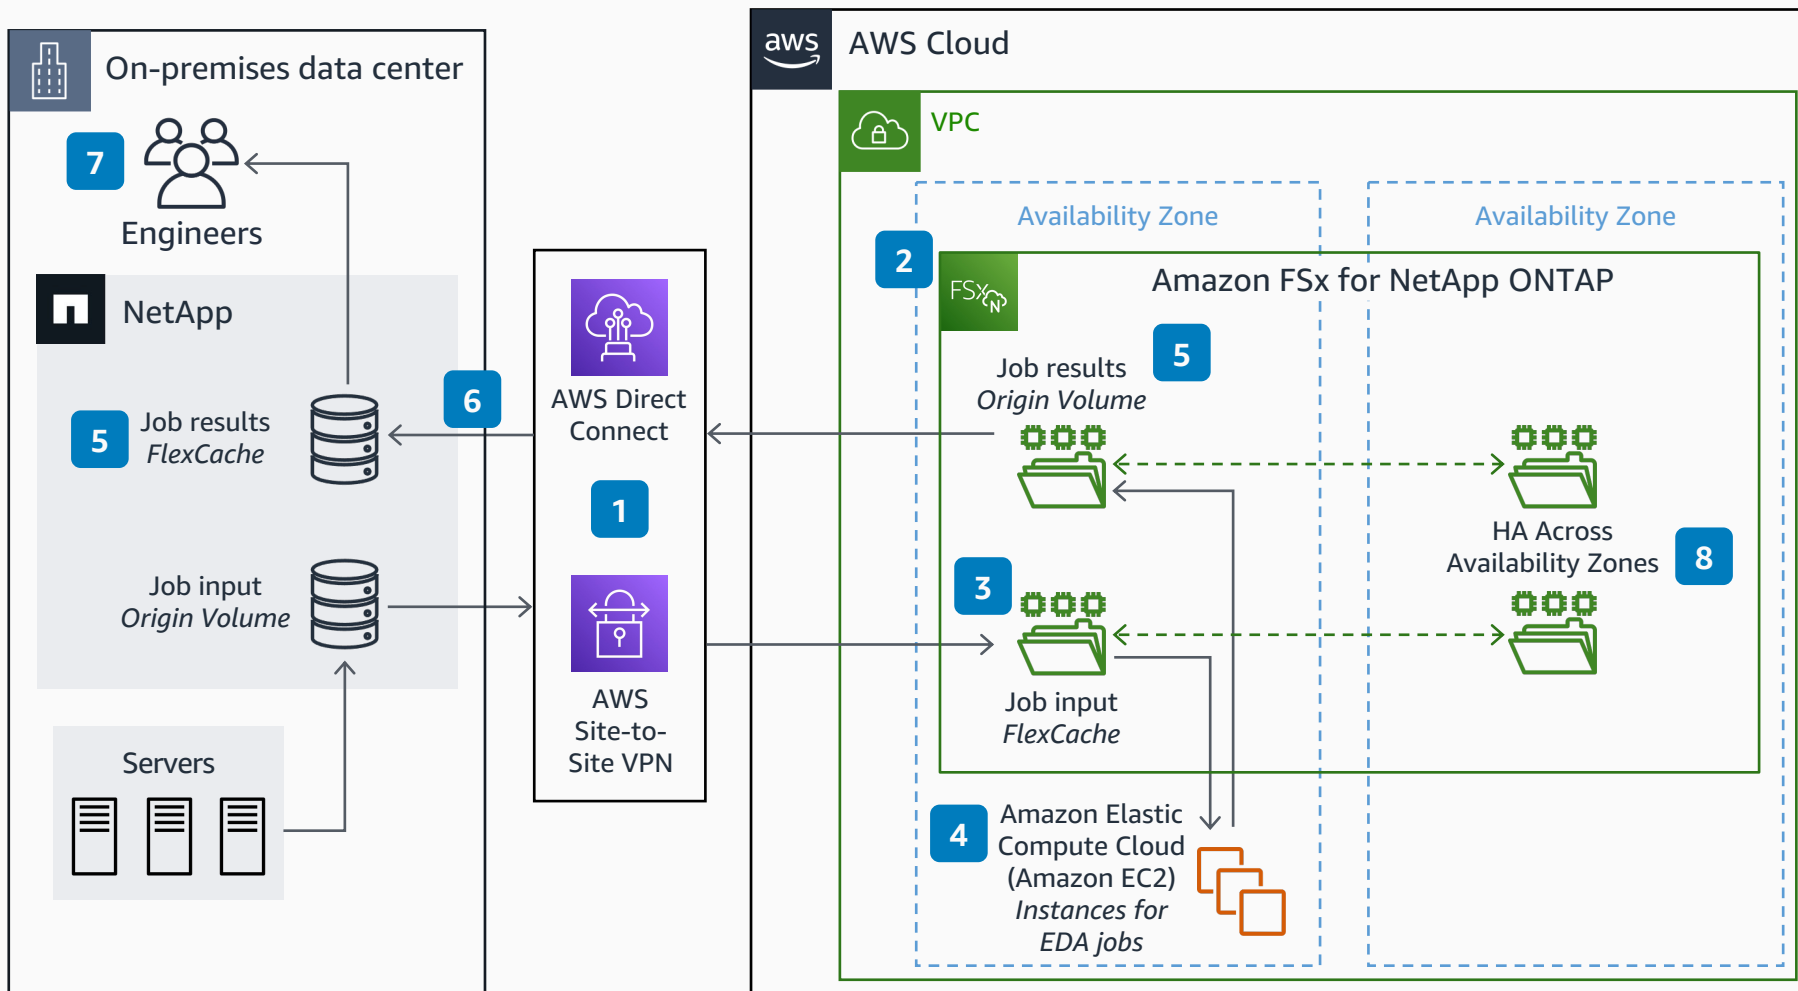 On-premises data center
7
Engineers
NetApp
Job results
FlexCache
5
6
Job input
Origin Volume
Servers
AWS Direct
Connect
1
AWS
Site-to-
Site VPN
aws
AWS Cloud
VPC
Availability Zone
Availability Zone
2
FSx
N
Amazon FSx for NetApp ONTAP
Job results
Origin Volume
5
HA Across
Availability Zones
8
3
Job input
FlexCache
4
Amazon Elastic
Compute Cloud
(Amazon EC2)
Instances for
EDA jobs